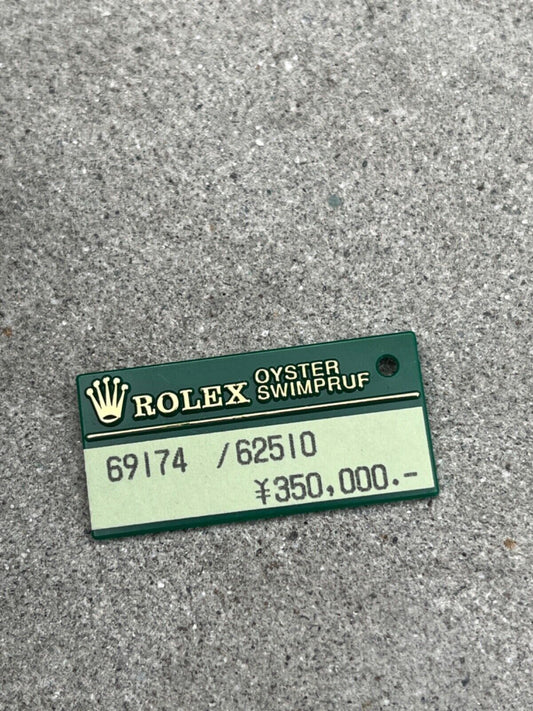 ROLEX OYSTER
SWIMPRUF
69174 /62510
¥350,000.-